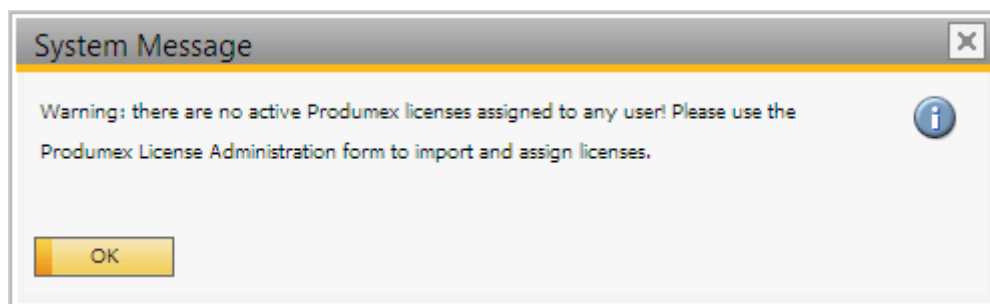 System Message
Warning: there are no active Produmex licenses assigned to any user! Please use the
Produmex License Administration form to import and assign licenses.
OK